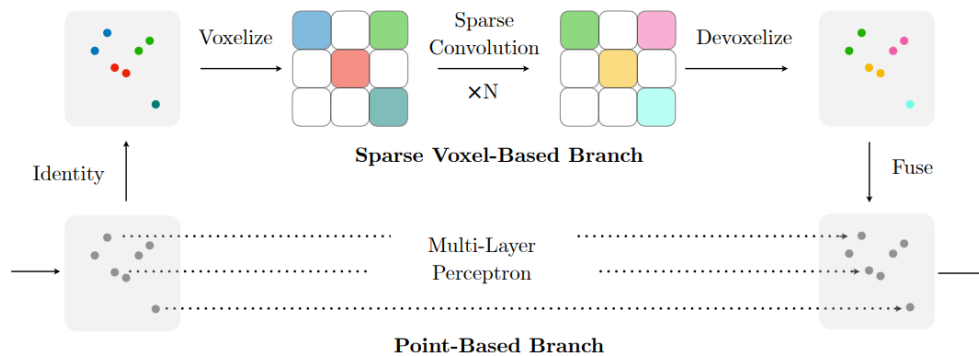 Voxelize
Sparse
Convolution
×N
Devoxelize
Sparse Voxel-Based Branch
Identity
Fuse
Multi-Layer
Perceptron
Point-Based Branch